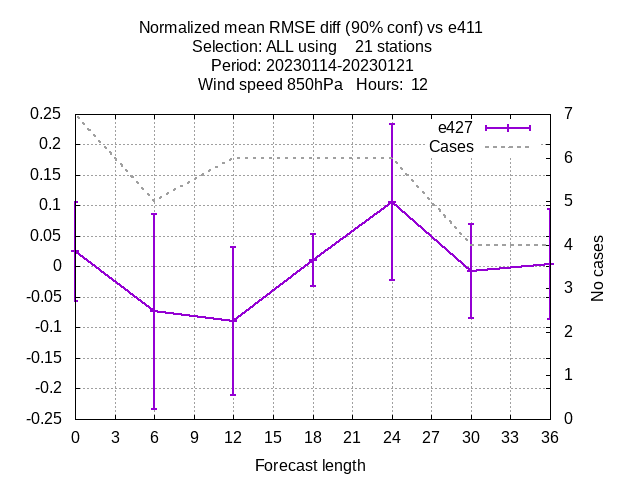 Normalized mean RMSE diff (90% conf) vs e411
Selection: ALL using    21 stations
Period: 20230114-20230121
Wind speed 850hPa   Hours:  12
0.25
0.2
0.15
0.1
0.05
0
-0.05
-0.1
-0.15
-0.2
-0.25
e427
Cases
7
6
5
4
3
2
1
0
No cases
0 3 6 9 12 15 18 21 24 27 30 33 36
Forecast length